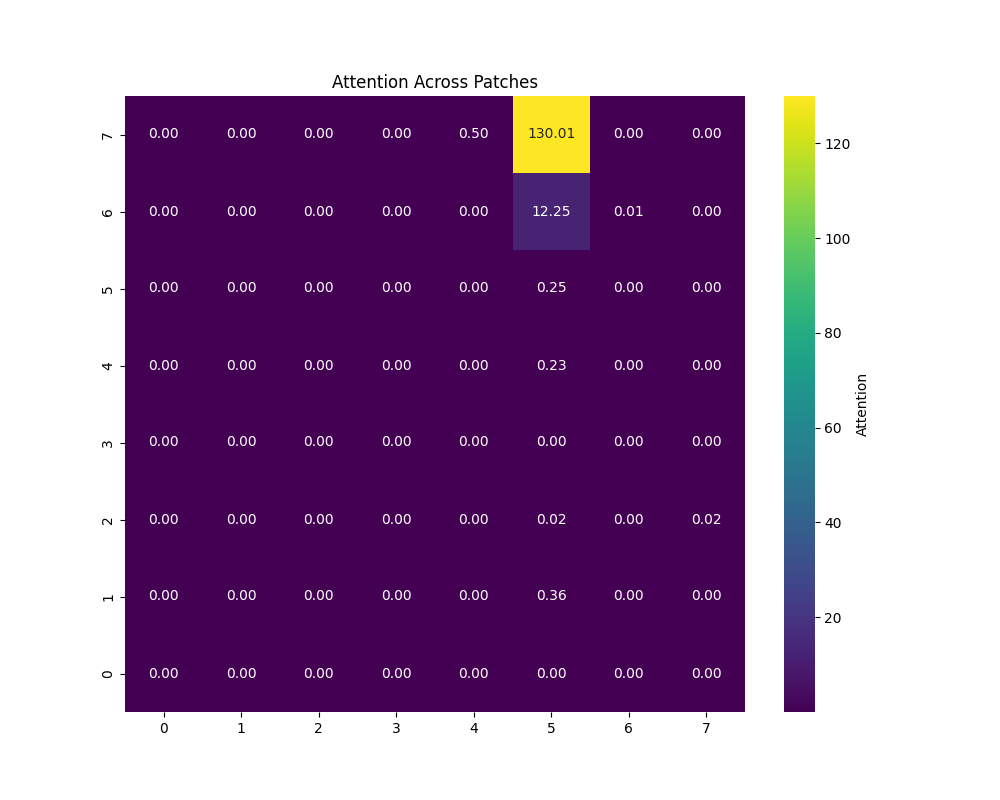 Attention Across Patches
7 0.00 0.00 0.00 0.00 0.50 130.01 0.00 0.00
6 0.00 0.00 0.00 0.00 0.00 12.25 0.01 0.00
5 0.00 0.00 0.00 0.00 0.00 0.25 0.00 0.00
4 0.00 0.00 0.00 0.00 0.00 0.23 0.00 0.00
3 0.00 0.00 0.00 0.00 0.00 0.00 0.00 0.00
2 0.00 0.00 0.00 0.00 0.00 0.02 0.00 0.02
1 0.00 0.00 0.00 0.00 0.00 0.36 0.00 0.00
0 0.00 0.00 0.00 0.00 0.00 0.00 0.00 0.00
0 1 2 3 4 5 6 7
120
100
80
60
40
20
Attention